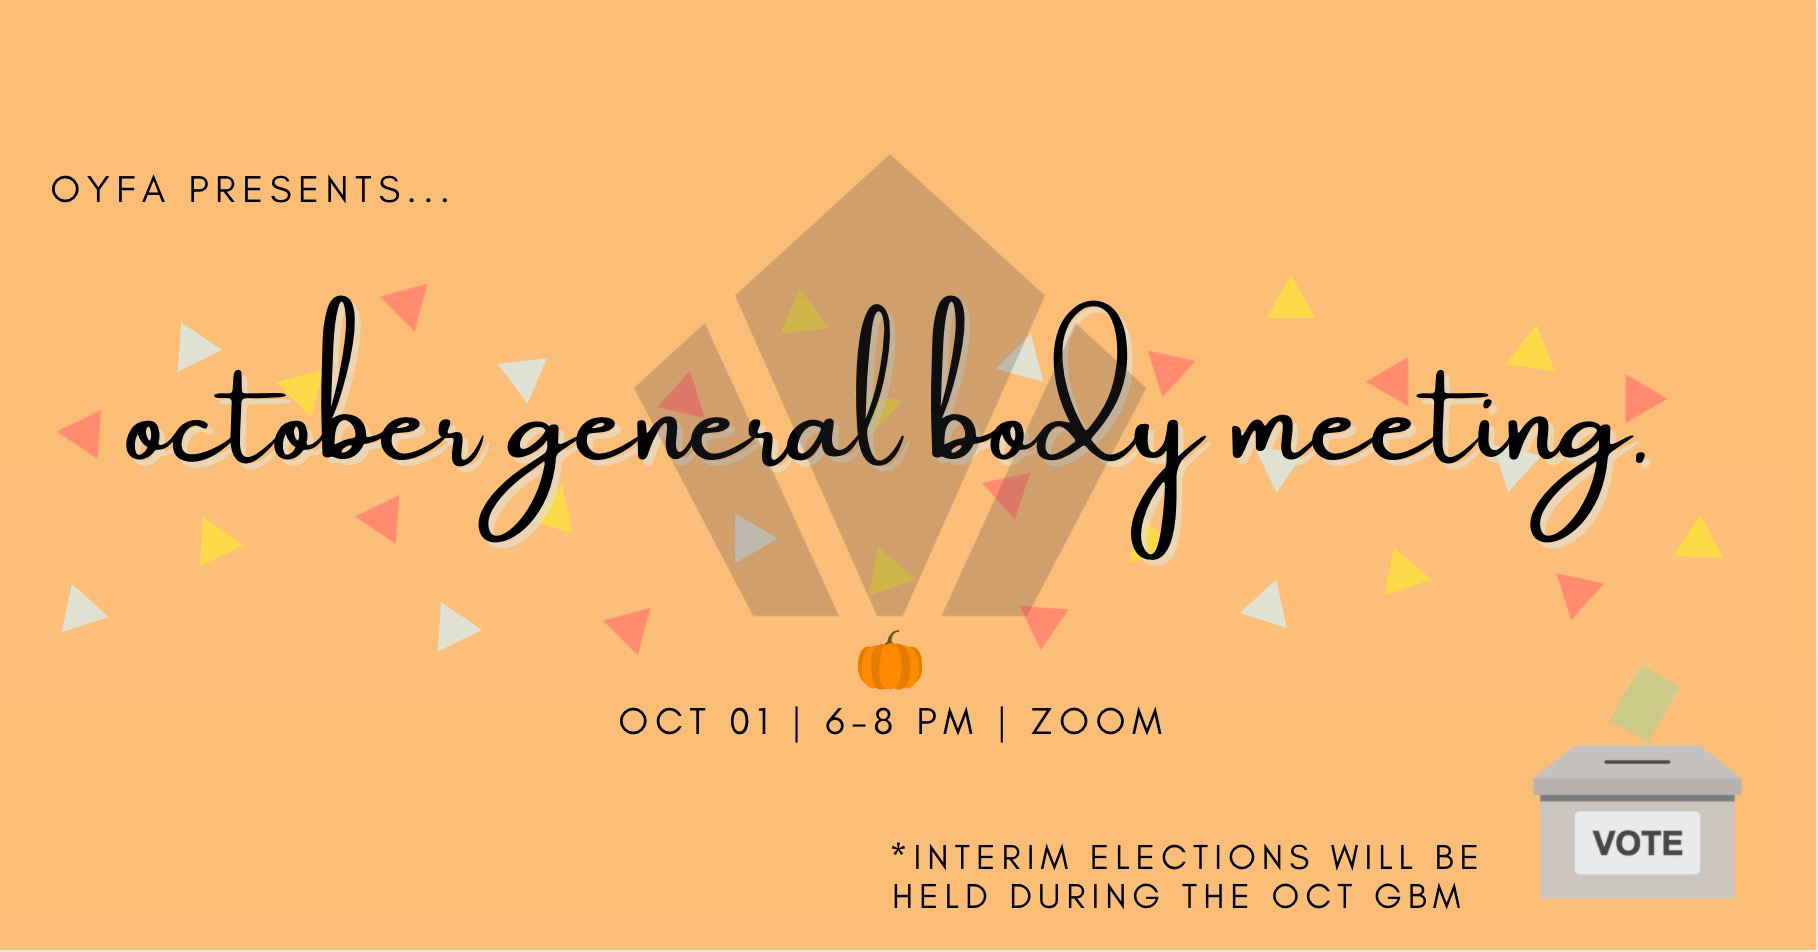 OYFA PRESENTS...
october general body meeting.
OCT 01 | 6-8 PM | ZOOM
VOTE
*INTERIM ELECTIONS WILL BE
HELD DURING THE OCT GBM